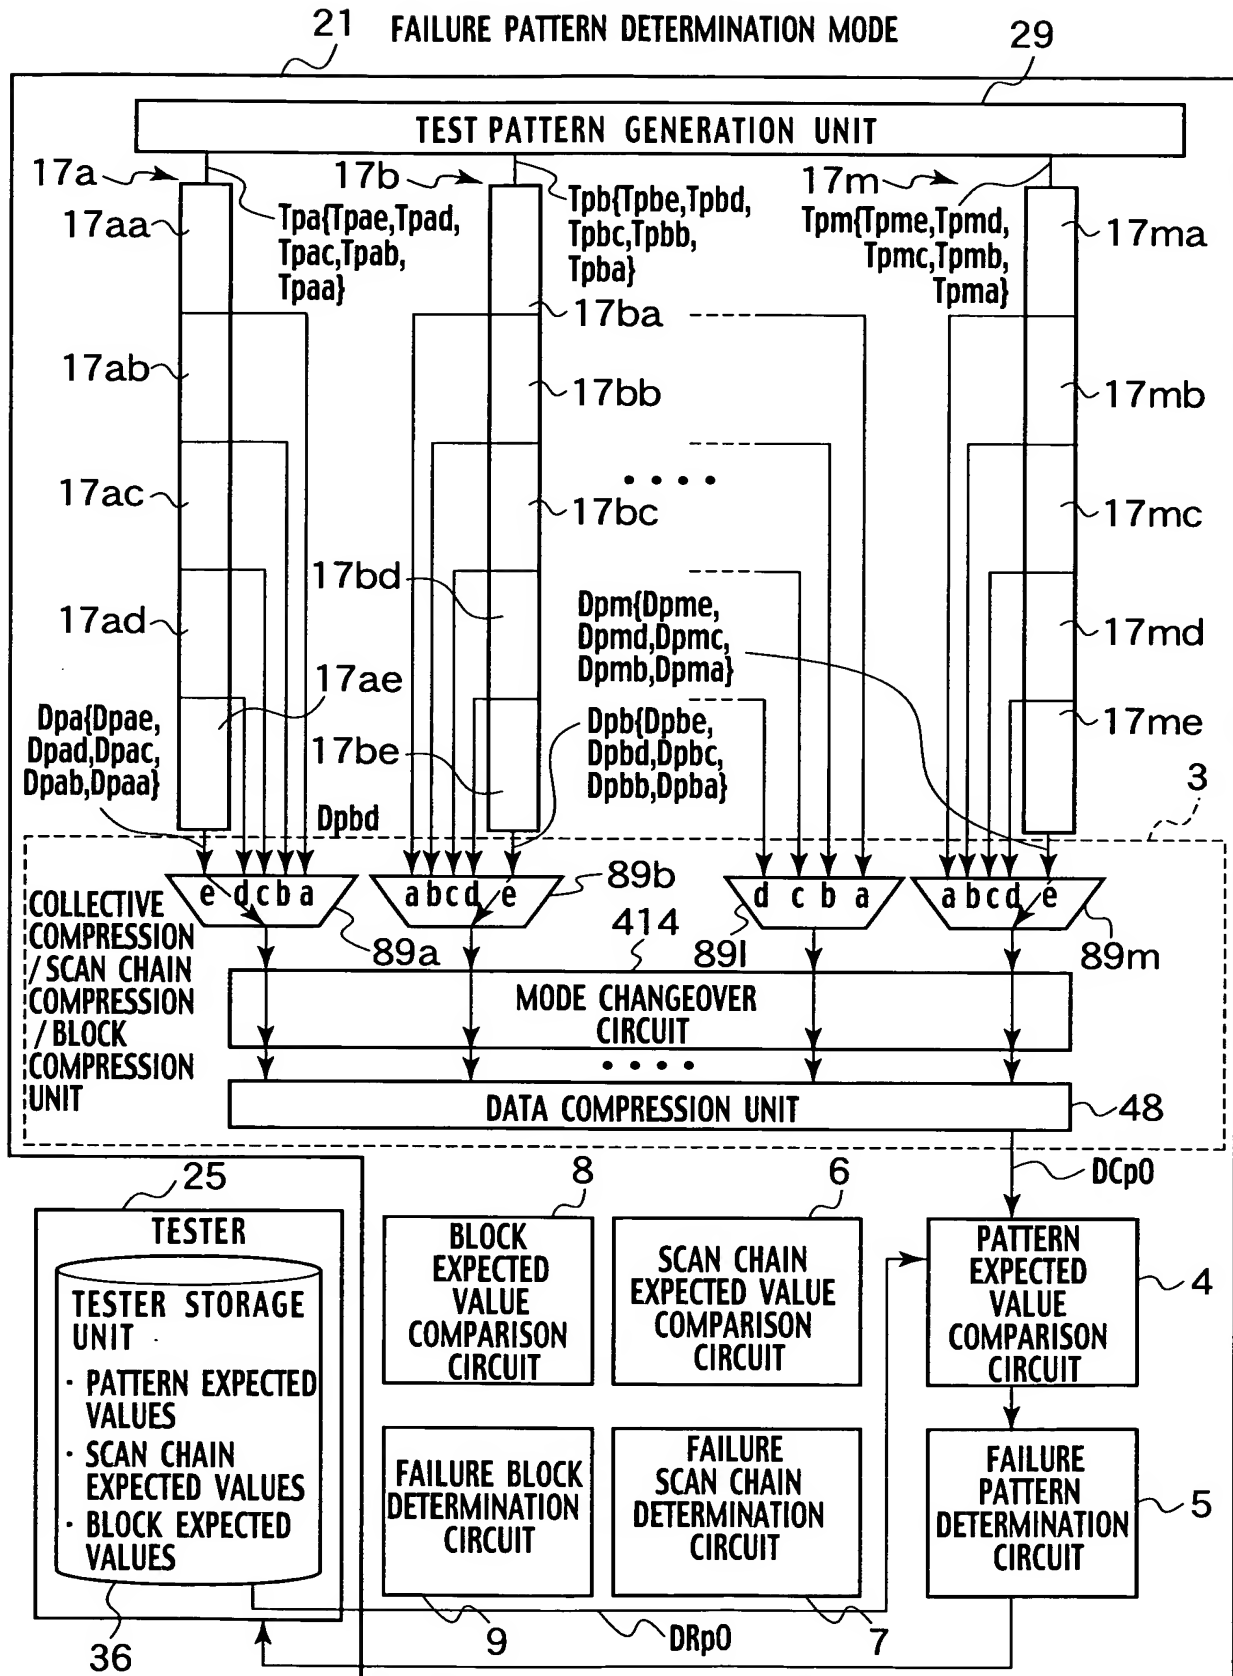 21
FAILURE PATTERN DETERMINATION MODE
29
TEST PATTERN GENERATION UNIT
17a
17b
17m
17aa
Tpa{Tpae,Tpad,
Tpac,Tpab,
Tpaa}
Tpb{Tpbe,Tpbd,
Tpbc,Tpbb,
Tpba}
Tpm{Tpme,Tpmd,
Tpmc,Tpmb,
Tpma}
17ma
17ba
17ab
17bb
17mb
17ac
17bc
17mc
17bd
17ad
Dpm{Dpme,
Dpmd,Dpmc,
Dpmb,Dpma}
17md
17ae
Dpa{Dpae,
Dpad,Dpac,
Dpab,Dpaa}
17be
Dpb{Dpbe,
Dpbd,Dpbc,
Dpbb,Dpba}
17me
3
Dpbd
e d c b a
a b c d e
89b
d c b a
a b c d e
COLLECTIVE
COMPRESSION
/SCAN CHAIN
COMPRESSION
/BLOCK
COMPRESSION
UNIT
89a
414
89l
89m
MODE CHANGEOVER
CIRCUIT
DATA COMPRESSION UNIT
48
DCp0
25
TESTER
TESTER STORAGE
UNIT
· PATTERN EXPECTED
VALUES
· SCAN CHAIN
EXPECTED VALUES
· BLOCK EXPECTED
VALUES
36
8
BLOCK
EXPECTED
VALUE
COMPARISON
CIRCUIT
6
SCAN CHAIN
EXPECTED VALUE
COMPARISON
CIRCUIT
PATTERN
EXPECTED
VALUE
COMPARISON
CIRCUIT
4
FAILURE BLOCK
DETERMINATION
CIRCUIT
9
FAILURE
SCAN CHAIN
DETERMINATION
CIRCUIT
7
FAILURE
PATTERN
DETERMINATION
CIRCUIT
5
DRp0